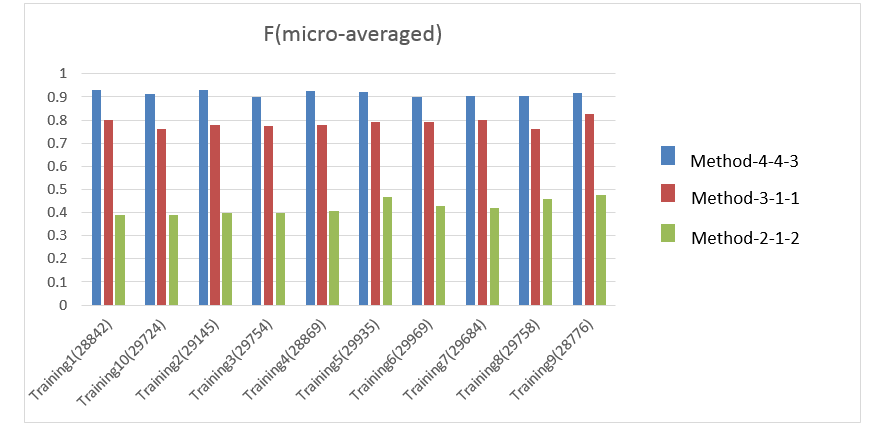 F(micro-averaged)
1
0.9
0.8
0.7
0.6
0.5
0.4
0.3
0.2
0.1
0
Training1(28842)
Training10(29724)
Training2(29145)
Training3(29754)
Training4(28869)
Training5(29935)
Training6(29969)
Training7(29684)
Training8(29758)
Training9(28776)
Method-4-4-3
Method-3-1-1
Method-2-1-2